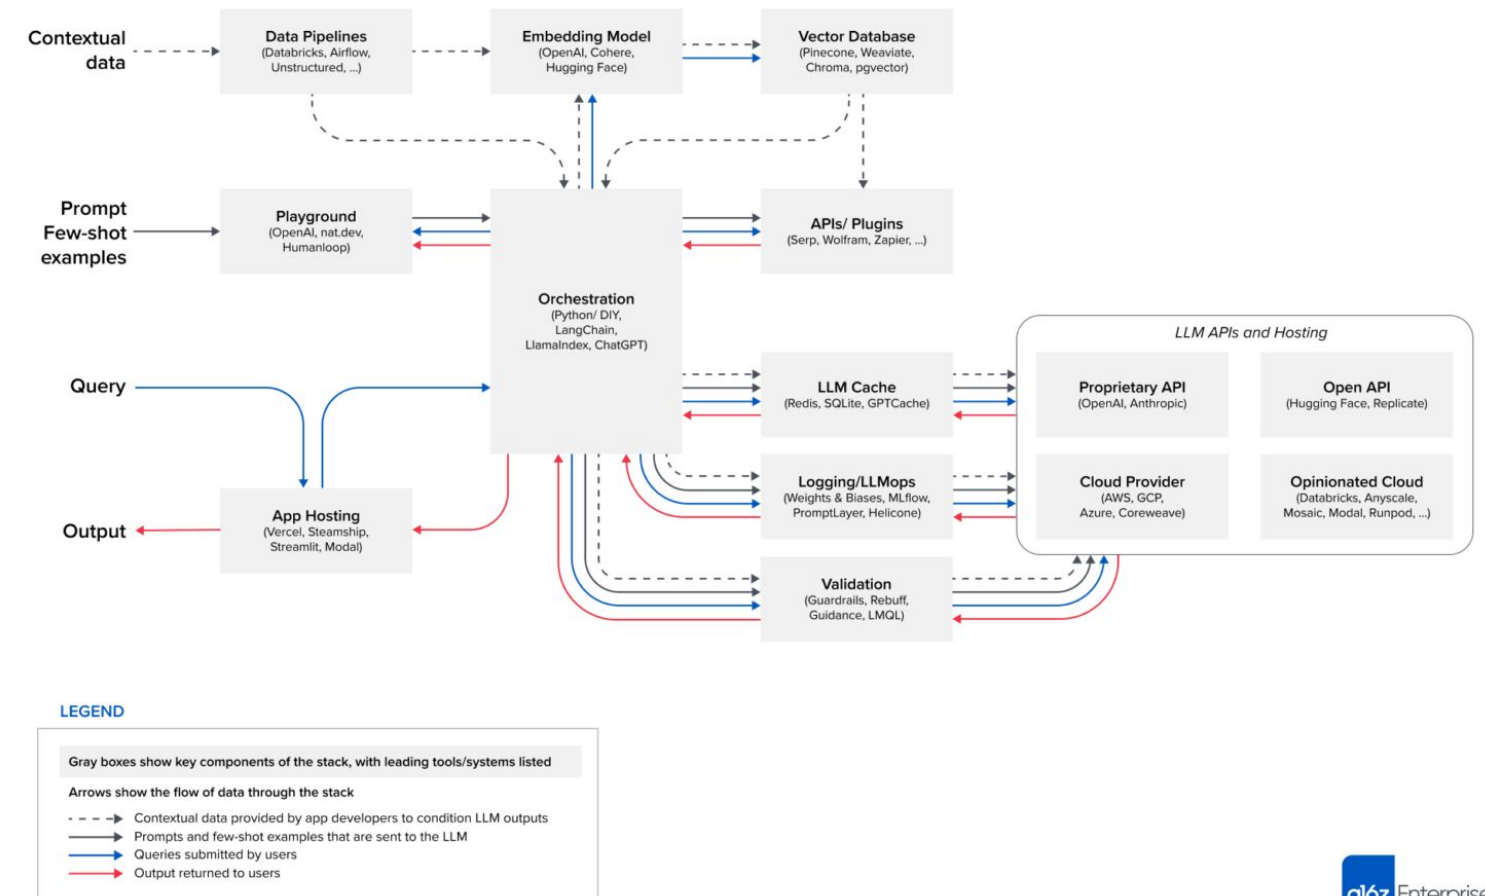 Contextual
data
Data Pipelines
(Databricks, Airflow,
Unstructured, ...)
Embedding Model
(OpenAI, Cohere,
Hugging Face)
Vector Database
(Pinecone, Weaviate,
Chroma, pgvector)
Prompt
Few-shot
examples
Playground
(OpenAI, nat.dev,
Humanloop)
Orchestration
(Python/ DIY,
LangChain,
LlamaIndex, ChatGPT)
APIs/ Plugins
(Serp, Wolfram, Zapier, ...)
Query
LLM Cache
(Redis, SQLite, GPTCache)
LLM APIs and Hosting
Proprietary API
(OpenAI, Anthropic)
Open API
(Hugging Face, Replicate)
Logging/LLMops
(Weights & Biases, MLflow,
PromptLayer, Helicone)
Cloud Provider
(AWS, GCP,
Azure, Coreweave)
Opinionated Cloud
(Databricks, Anyscale,
Mosaic, Modal, Runpod, ...)
Output
App Hosting
(Vercel, Steamship,
Streamlit, Modal)
Validation
(Guardrails, Rebuff,
Guidance, LMQL)
LEGEND
Gray boxes show key components of the stack, with leading tools/systems listed
Arrows show the flow of data through the stack
Contextual data provided by app developers to condition LLM outputs
Prompts and few-shot examples that are sent to the LLM
Queries submitted by users
Output returned to users
a16z Enterprise